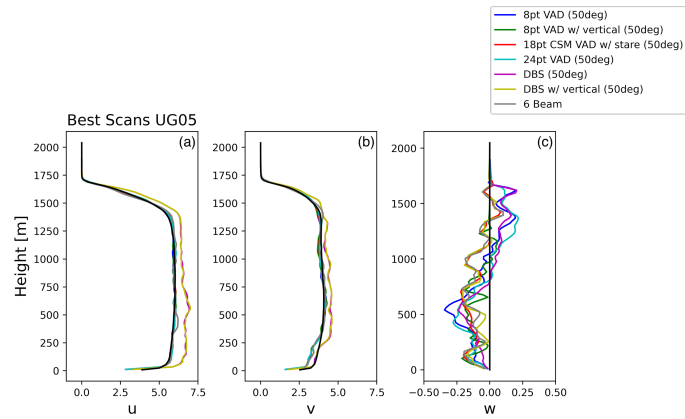 8pt VAD (50deg)
8pt VAD w/ vertical (50deg)
18pt CSM VAD w/ stare (50deg)
24pt VAD (50deg)
DBS (50deg)
DBS w/ vertical (50deg)
6 Beam
Best Scans UG05
(a)
(b)
(c)
Height [m]
2000
1750
1500
1250
1000
750
500
250
0
0.0 2.5 5.0 7.5
u
2000
1750
1500
1250
1000
750
500
250
0
0.0 2.5 5.0 7.5
v
2000
1500
1000
500
0
−0.50 −0.25 0.00 0.25 0.50
w